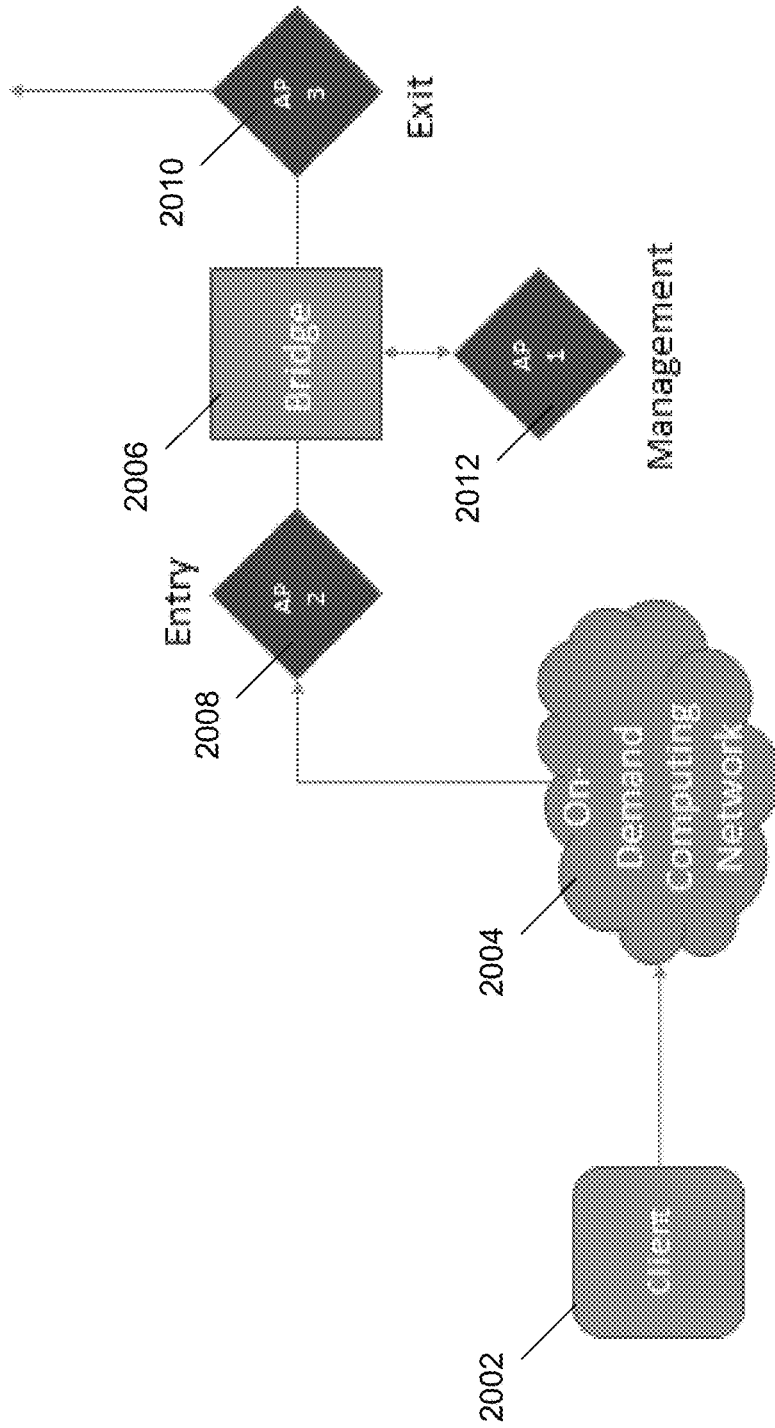 AP
3
2010
Exit
Bridge
2006
AP
1
2012
Management
Entry
AP
2
2008
On-
Demand
Computing
Network
2004
Client
2002